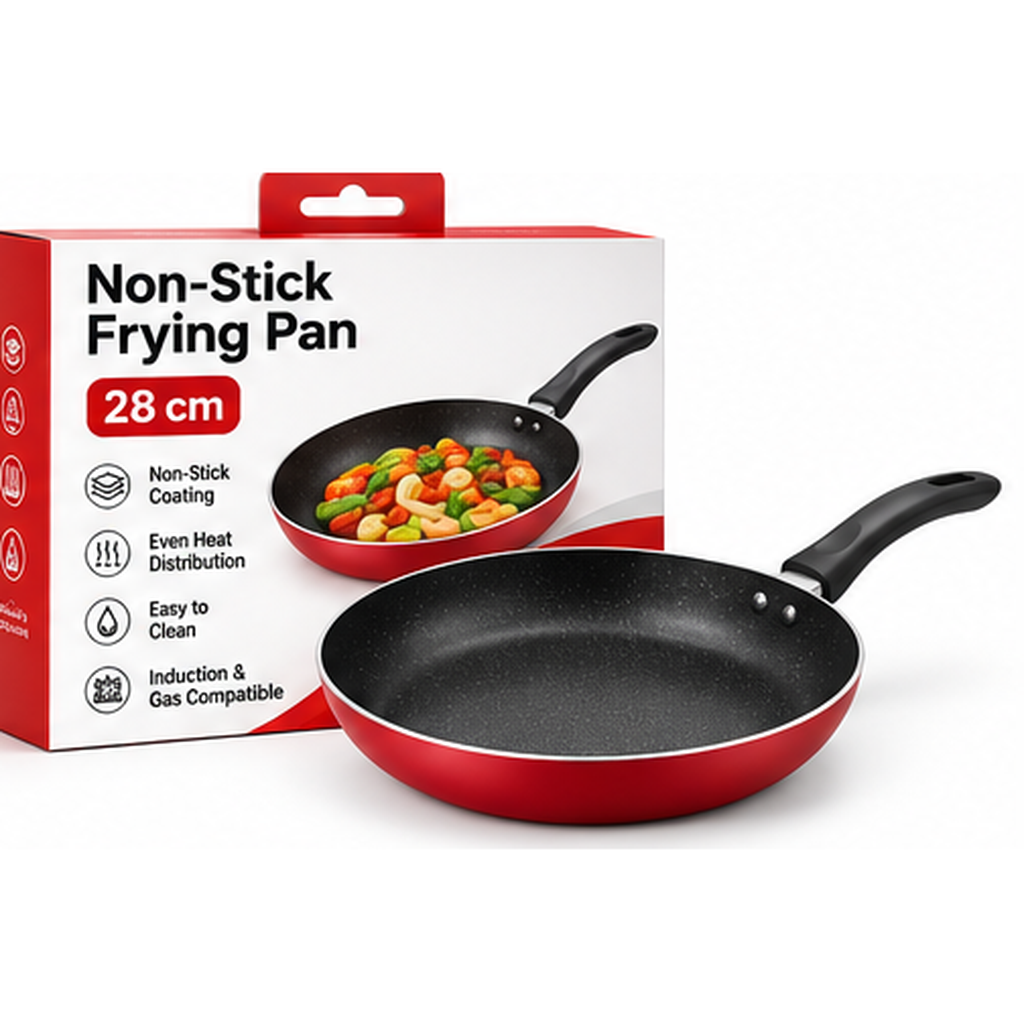 Non-Stick
Frying Pan
28 cm
Non-Stick
Coating
Even Heat
Distribution
Easy to
Clean
Induction &
Gas Compatible